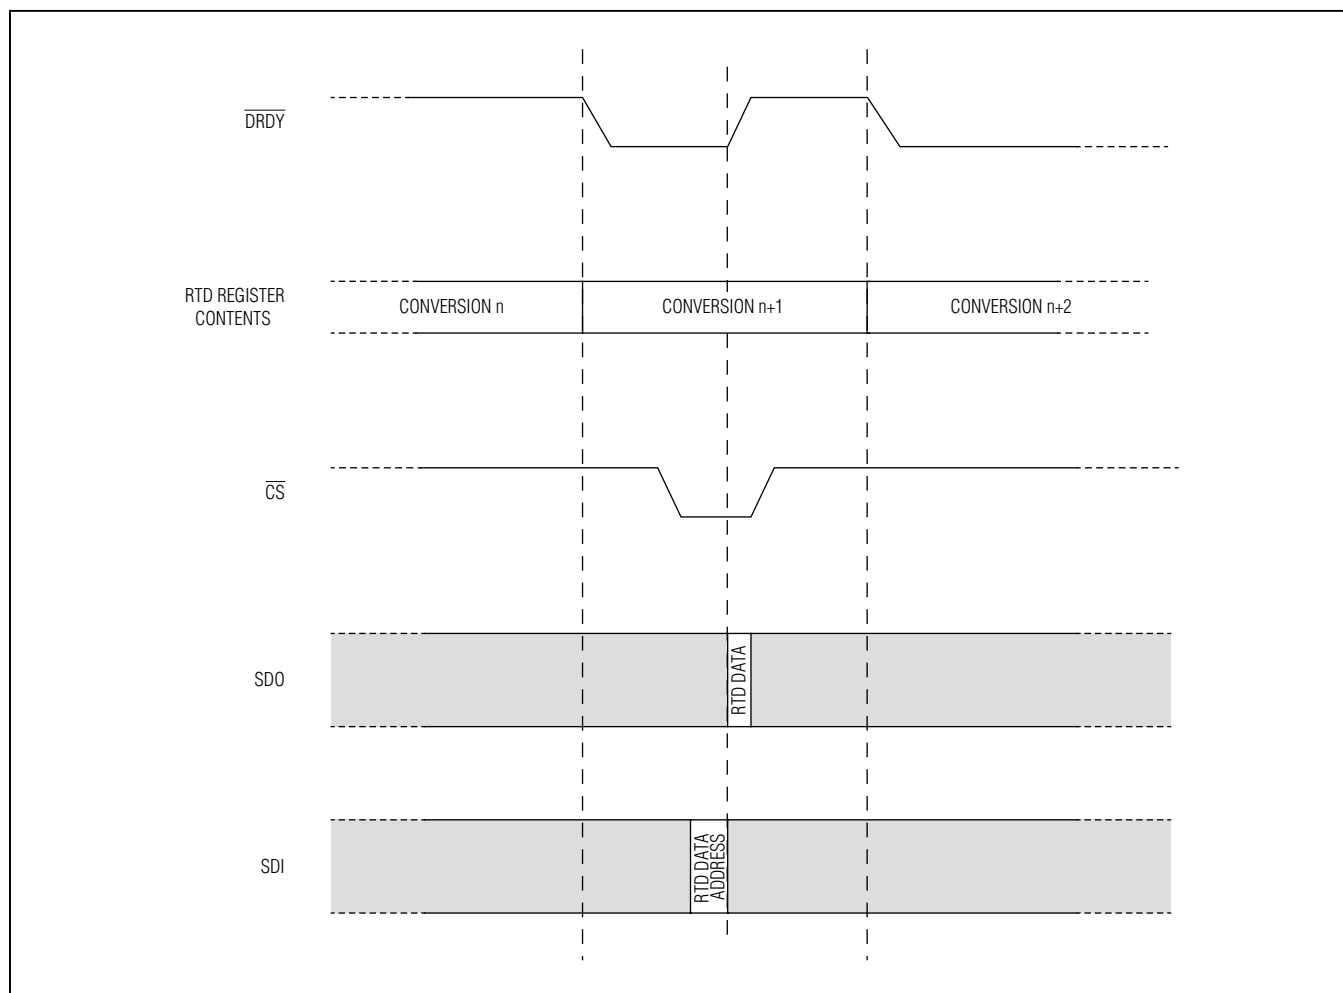 DRDY
RTD REGISTER
CONTENTS
CONVERSION n
CONVERSION n+1
CONVERSION n+2
CS
SDO
RTD DATA
SDI
RTD DATA
ADDRESS